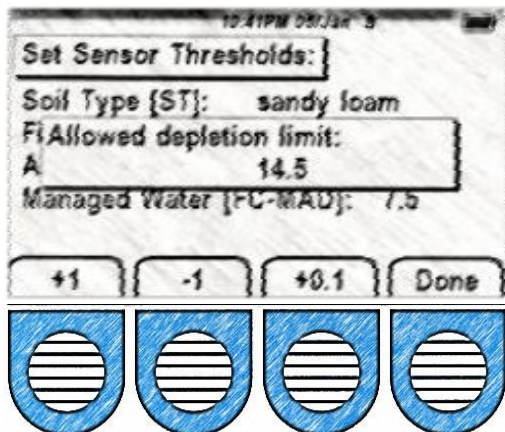 10:41PM 05/Jan
Set Sensor Thresholds:
Soil Type [ST]: sandy loam
Allowed depletion limit:
A 14.5
Managed Water [FC-MAD]: 7.5
+1 -1 +0.1 Done